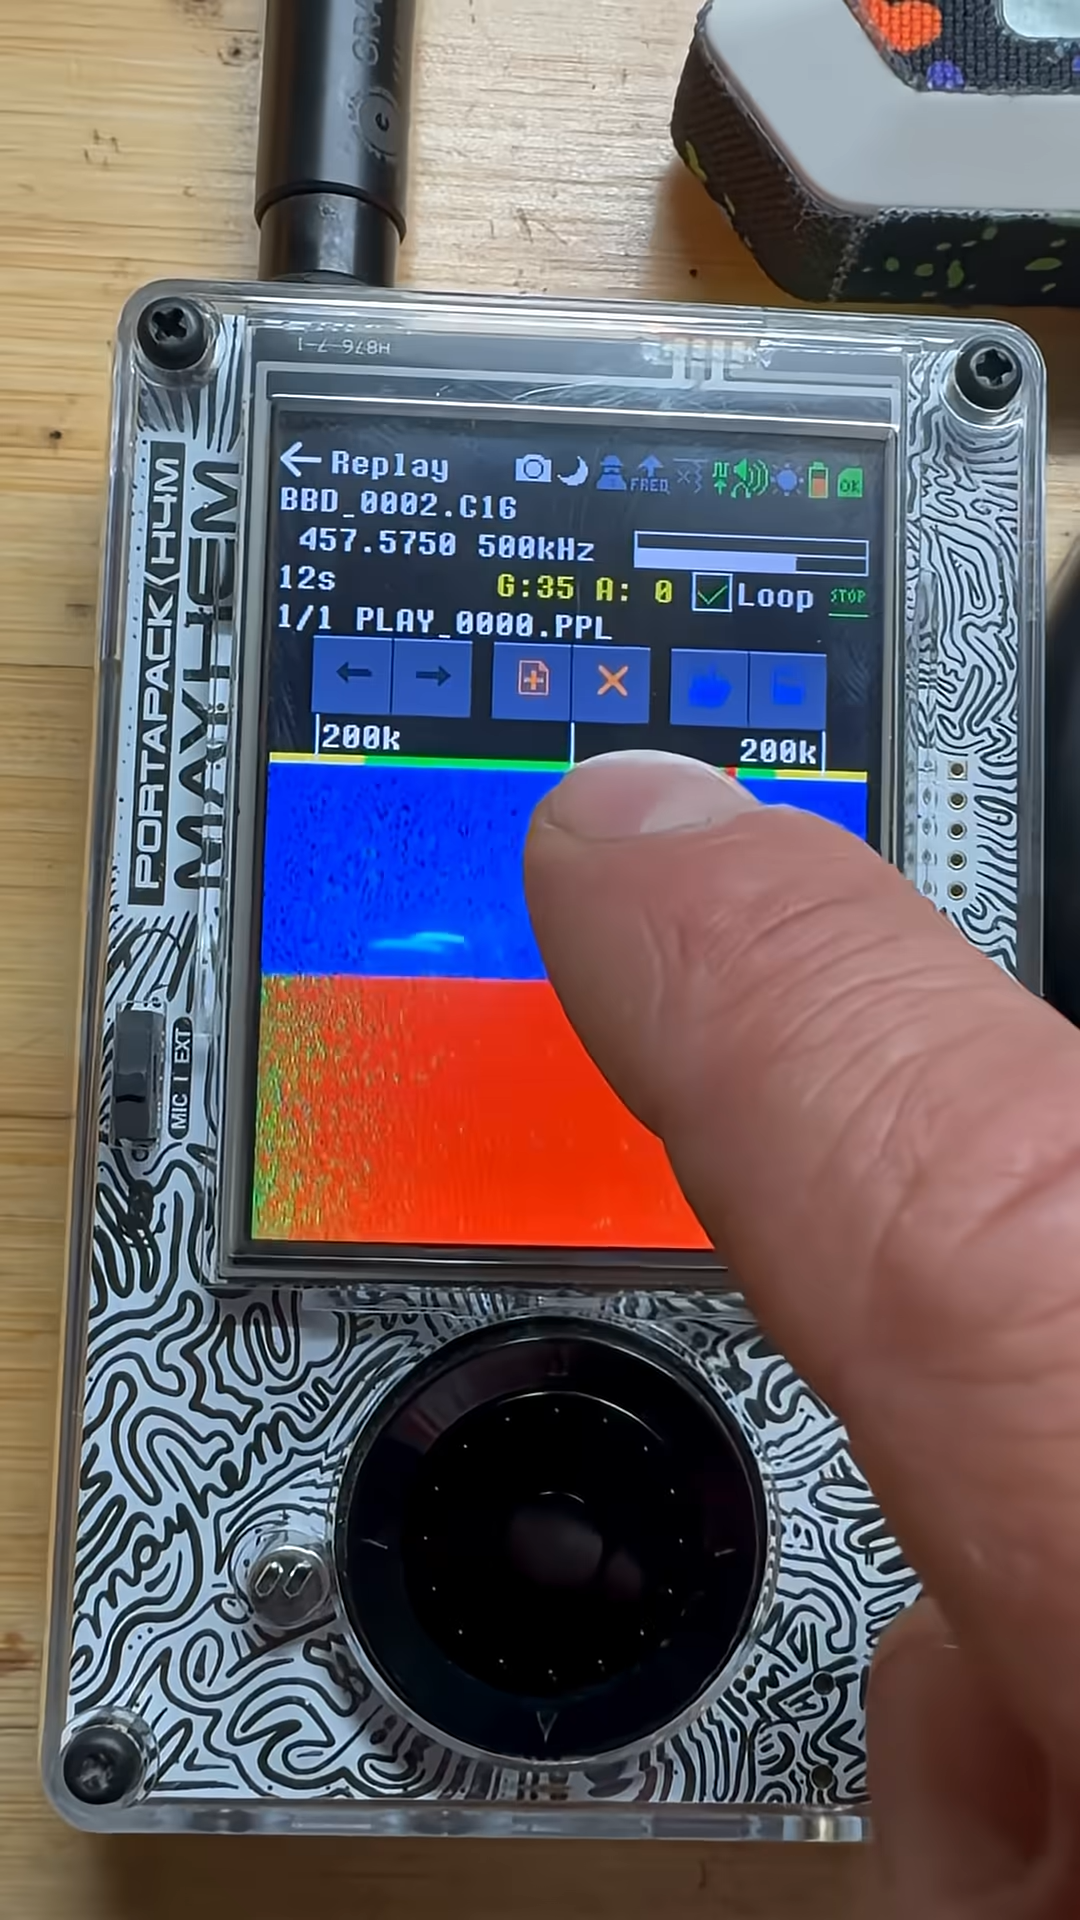 H876-7-1
Replay
FREQ
OK
BBD_0002.C16
457.5750 500kHz
12s G:35 A: 0 Loop STOP
1/1 PLAY_0000.PPL
200k 200k
PORTAPACK H4M
MAYHEM
MIC | EXT
mayhem